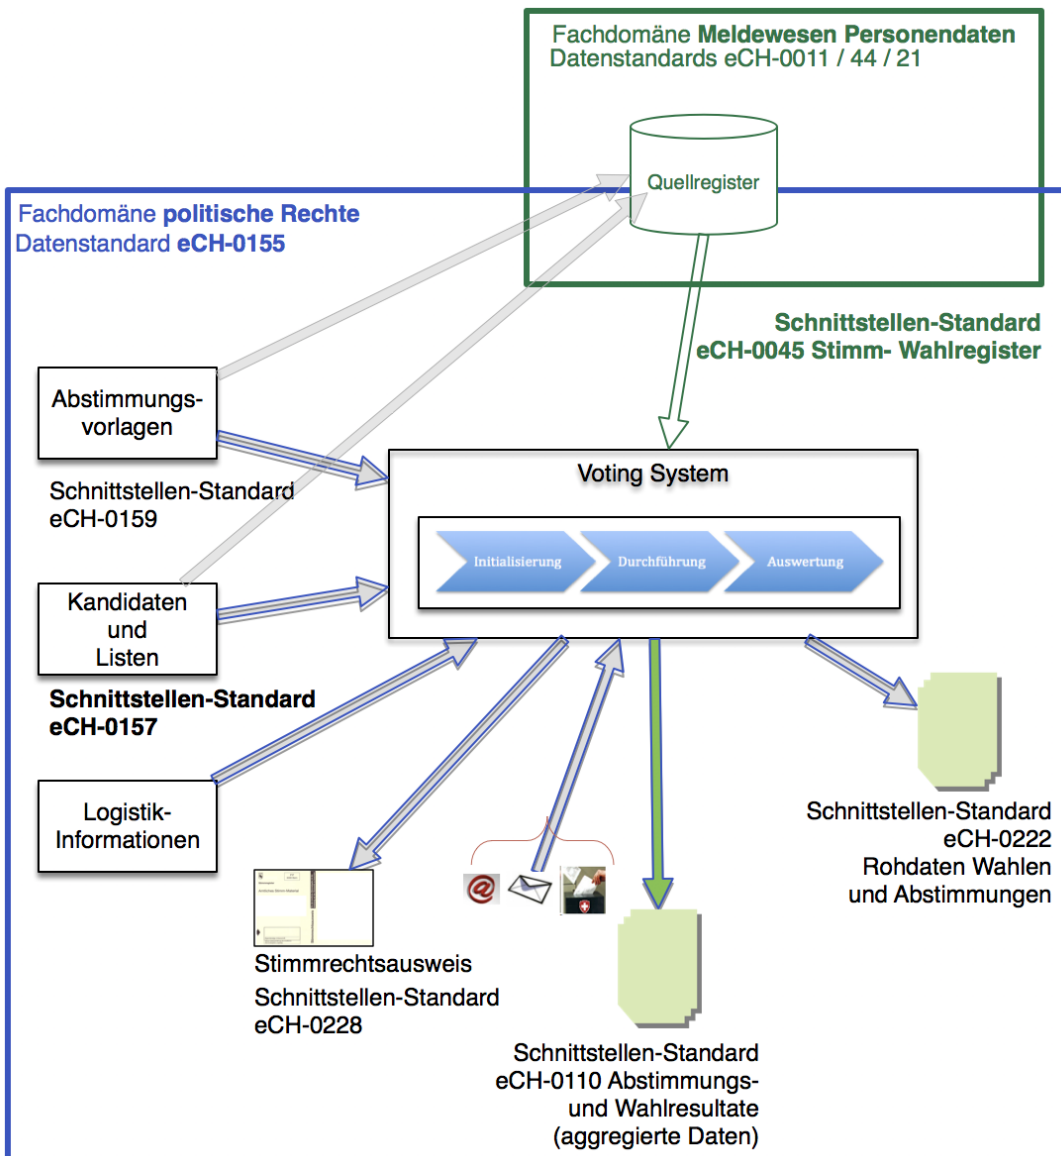 Fachdomäne Meldewesen Personendaten
Datenstandards eCH-0011 / 44 / 21
Quellregister
Fachdomäne politische Rechte
Datenstandard eCH-0155
Schnittstellen-Standard
eCH-0045 Stimm- Wahlregister
Abstimmungs-
vorlagen
Schnittstellen-Standard
eCH-0159
Voting System
Initialisierung
Durchführung
Auswertung
Kandidaten
und
Listen
Schnittstellen-Standard
eCH-0157
Logistik-
Informationen
@
Stimmrechtsausweis
Schnittstellen-Standard
eCH-0228
Schnittstellen-Standard
eCH-0110 Abstimmungs-
und Wahlresultate
(aggregierte Daten)
Schnittstellen-Standard
eCH-0222
Rohdaten Wahlen
und Abstimmungen